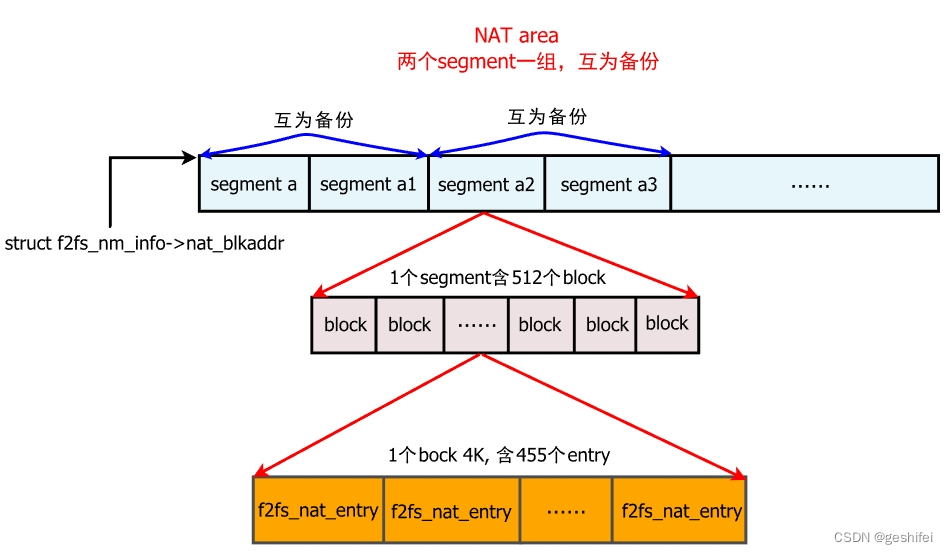 NAT area
两个segment一组，互为备份
互为备份
互为备份
segment a
segment a1
segment a2
segment a3
······
struct f2fs_nm_info->nat_blkaddr
1个segment含512个block
block
block
······
block
block
block
1个bock 4K, 含455个entry
f2fs_nat_entry
f2fs_nat_entry
······
f2fs_nat_entry
CSDN @geshifei